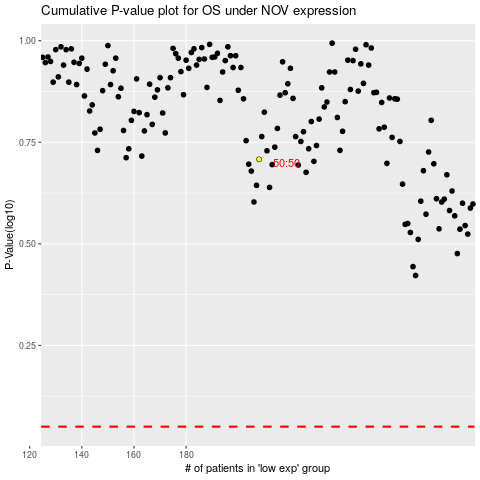 Cumulative P-value plot for OS under NOV expression
P-Value(log10)
1.00
0.75
0.50
0.25
50:50
120 140 160 180
# of patients in 'low exp' group